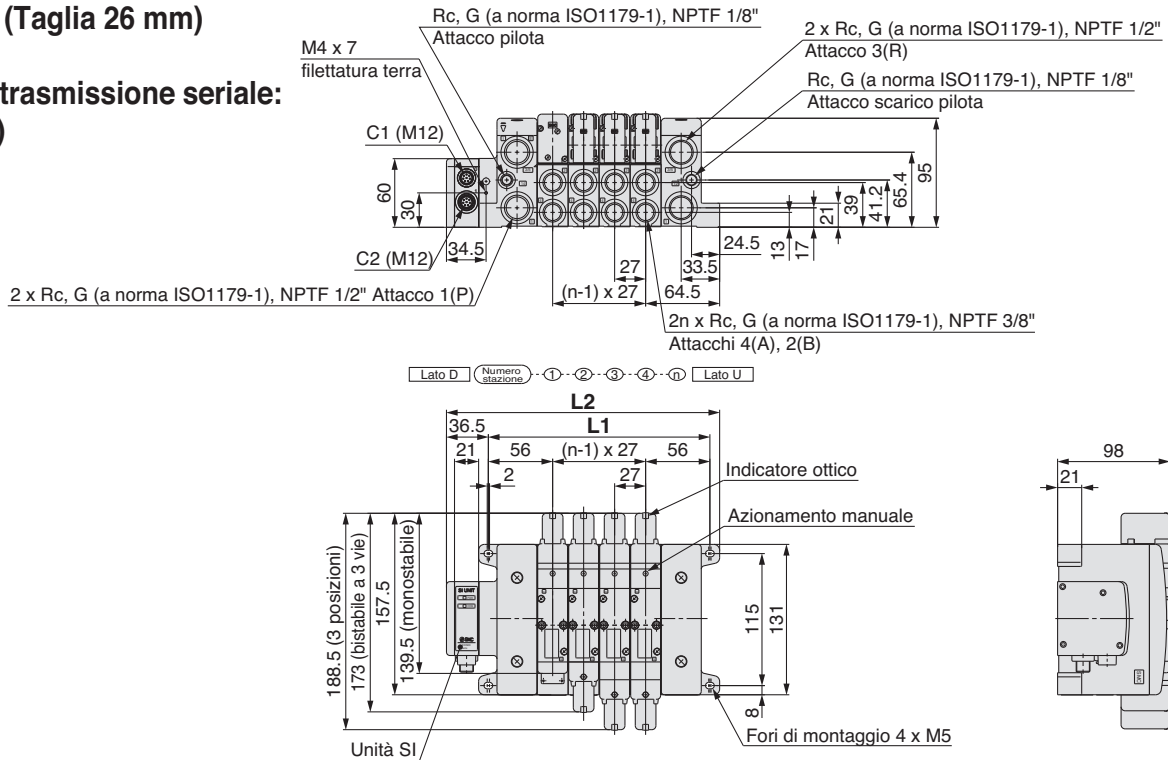 (Taglia 26 mm)
trasmissione seriale:
)
Rc, G (a norma ISO1179-1), NPTF 1/8"
Attacco pilota
M4 x 7
filettatura terra
2 x Rc, G (a norma ISO1179-1), NPTF 1/2"
Attacco 3(R)
Rc, G (a norma ISO1179-1), NPTF 1/8"
Attacco scarico pilota
C1 (M12)
60
30
34.5
C2 (M12)
2 x Rc, G (a norma ISO1179-1), NPTF 1/2" Attacco 1(P)
27
(n-1) x 27
24.5
33.5
64.5
13
17
21
39
41.2
65.4
95
2n x Rc, G (a norma ISO1179-1), NPTF 3/8"
Attacchi 4(A), 2(B)
Lato D
Numero
stazione
1 2 3 4 n
Lato U
L2
36.5
L1
21
56
(n-1) x 27
56
2
27
Indicatore ottico
Azionamento manuale
188.5 (3 posizioni)
173 (bistabile a 3 vie)
157.5
139.5 (monostabile)
SI UNIT
SMC
115
131
8
Fori di montaggio 4 x M5
Unità SI
98
21
SMC